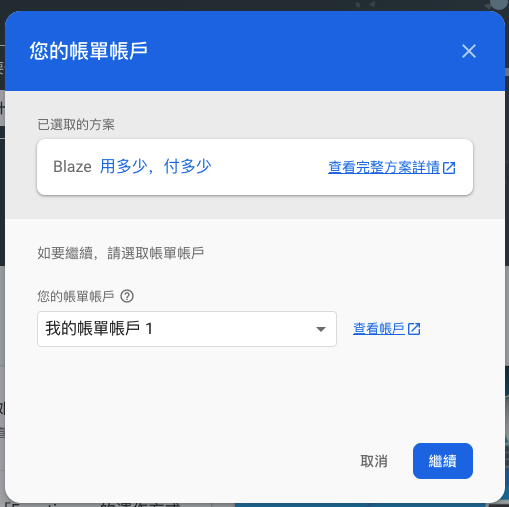 您的帳單帳戶
已選取的方案
Blaze 用多少，付多少
查看完整方案詳情
如要繼續，請選取帳單帳戶
您的帳單帳戶
我的帳單帳戶 1
查看帳戶
取消
繼續